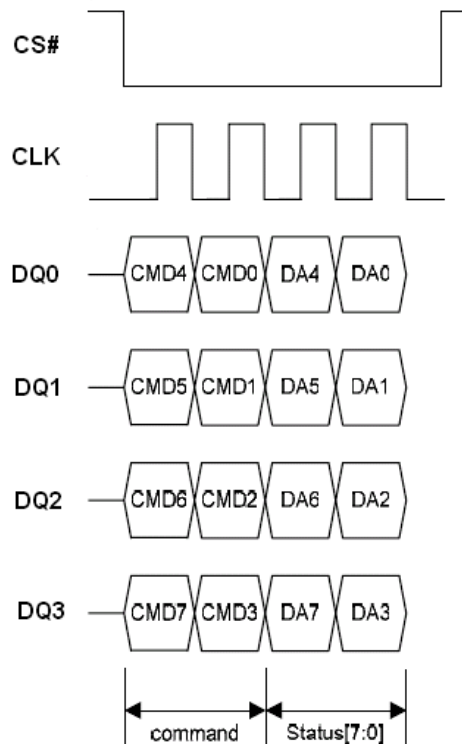 CS#
CLK
DQ0 CMD4 CMD0 DA4 DA0
DQ1 CMD5 CMD1 DA5 DA1
DQ2 CMD6 CMD2 DA6 DA2
DQ3 CMD7 CMD3 DA7 DA3
command Status[7:0]